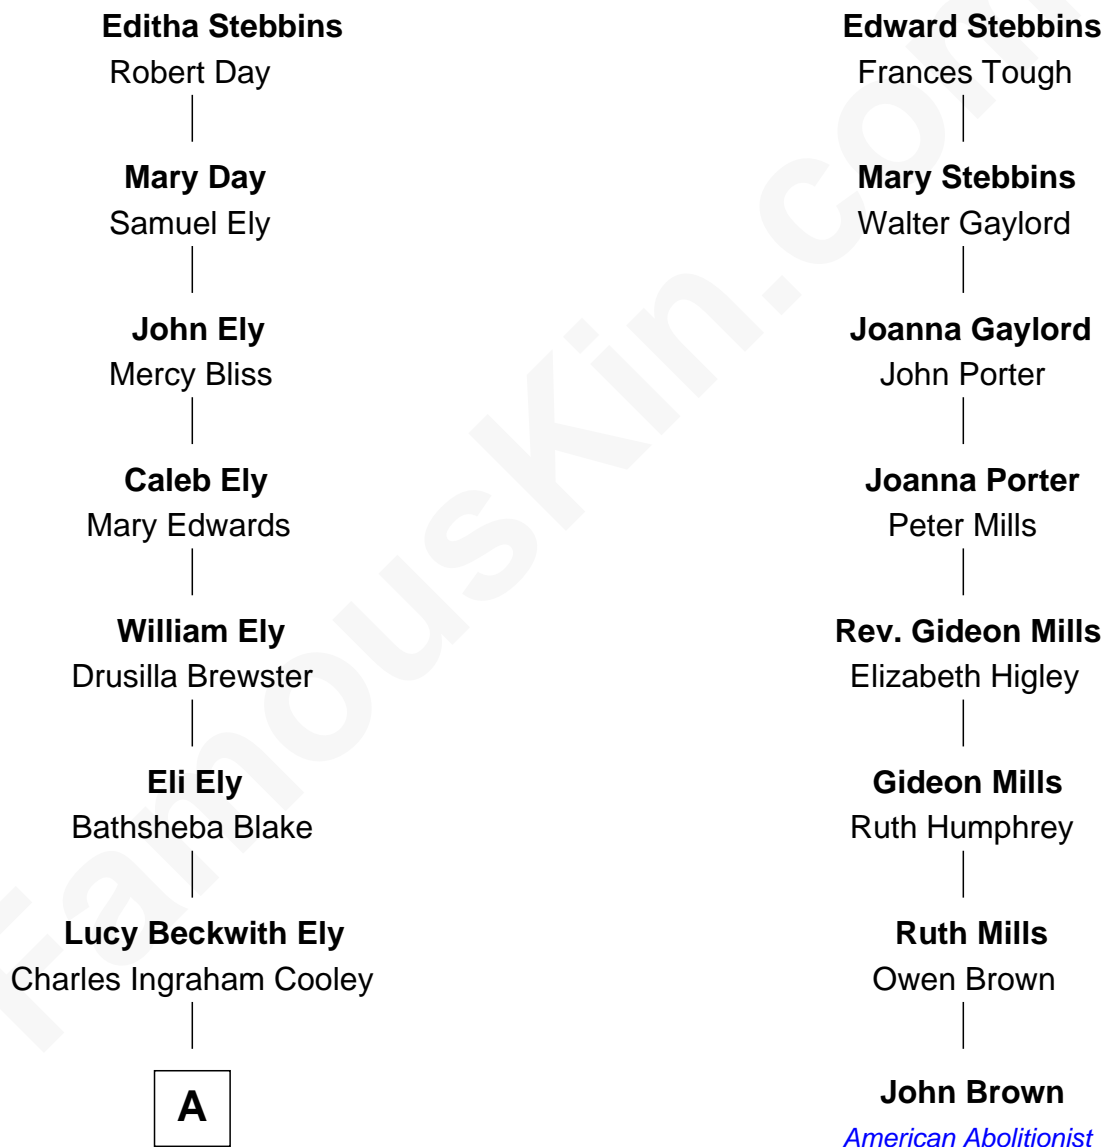 Editha Stebbins
Robert Day
Mary Day
Samuel Ely
John Ely
Mercy Bliss
Caleb Ely
Mary Edwards
William Ely
Drusilla Brewster
Eli Ely
Bathsheba Blake
Lucy Beckwith Ely
Charles Ingraham Cooley
A
Edward Stebbins
Frances Tough
Mary Stebbins
Walter Gaylord
Joanna Gaylord
John Porter
Joanna Porter
Peter Mills
Rev. Gideon Mills
Elizabeth Higley
Gideon Mills
Ruth Humphrey
Ruth Mills
Owen Brown
John Brown
American Abolitionist
FamousKin.com